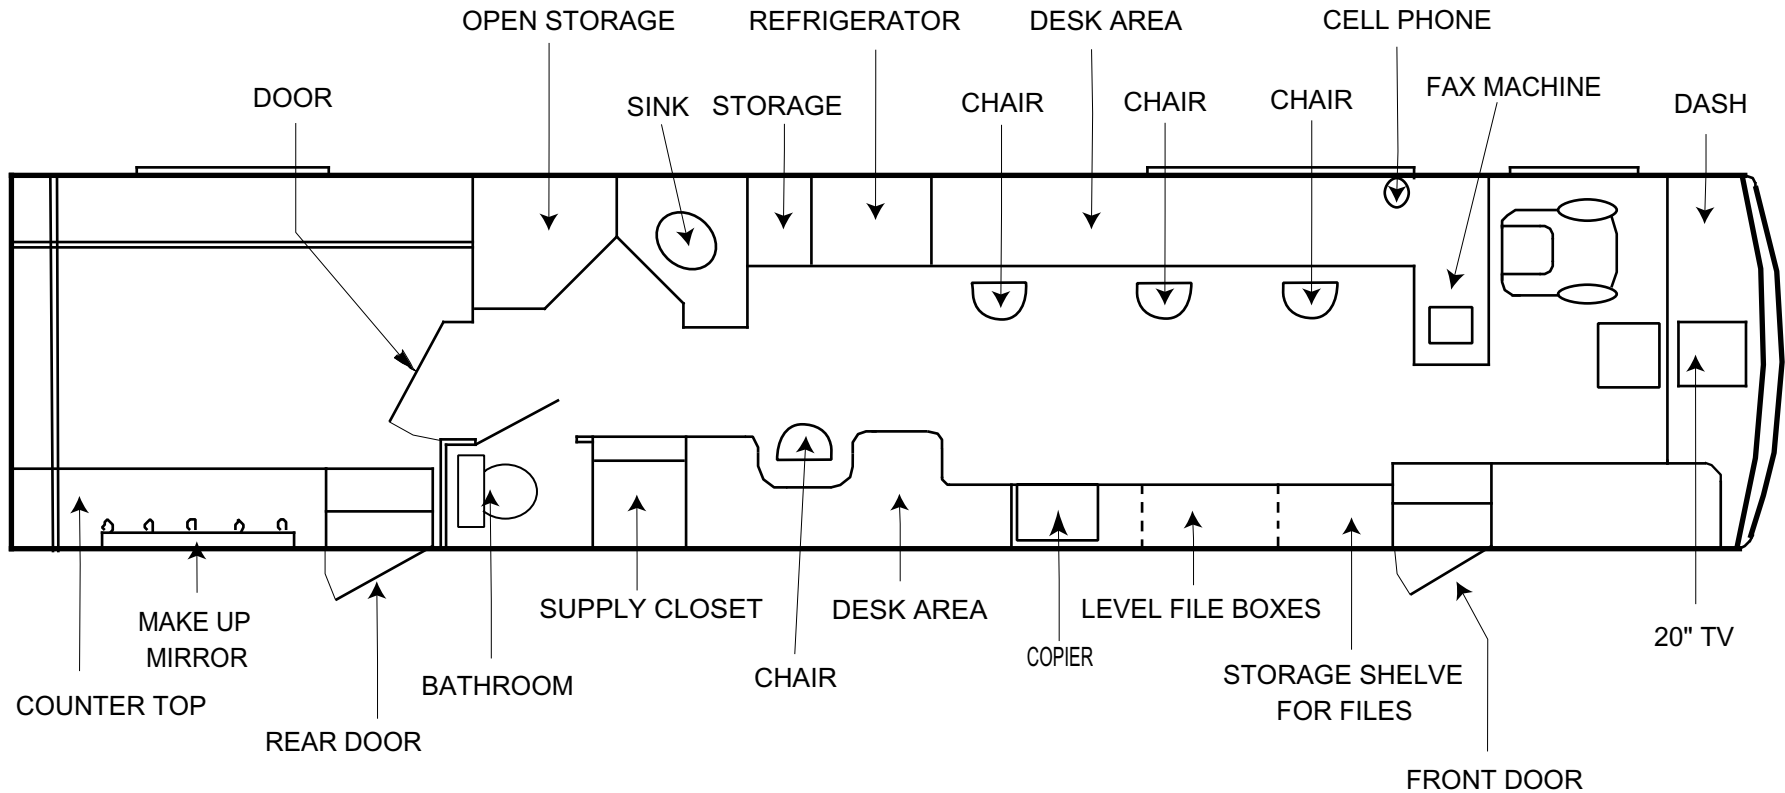 OPEN STORAGE
REFRIGERATOR
DESK AREA
CELL PHONE
DOOR
SINK
STORAGE
CHAIR
CHAIR
CHAIR
FAX MACHINE
DASH
MAKE UP
MIRROR
SUPPLY CLOSET
DESK AREA
LEVEL FILE BOXES
20" TV
COUNTER TOP
BATHROOM
CHAIR
COPIER
STORAGE SHELVE
FOR FILES
REAR DOOR
FRONT DOOR